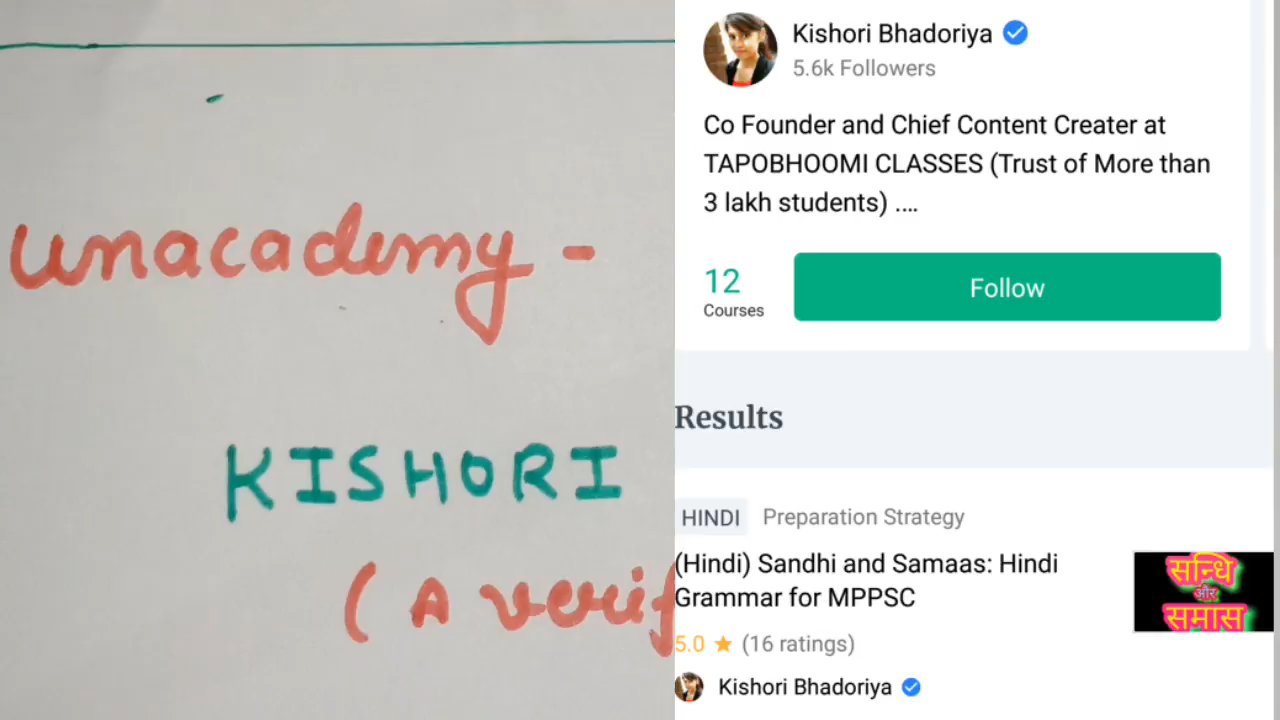 unacademy -
KISHORI
( A verif
Kishori Bhadoriya
5.6k Followers
Co Founder and Chief Content Creater at
TAPOBHOOMI CLASSES (Trust of More than
3 lakh students) ....
12
Courses
Follow
Results
HINDI Preparation Strategy
(Hindi) Sandhi and Samaas: Hindi
Grammar for MPPSC
सन्धि
और
समास
5.0 ★ (16 ratings)
Kishori Bhadoriya